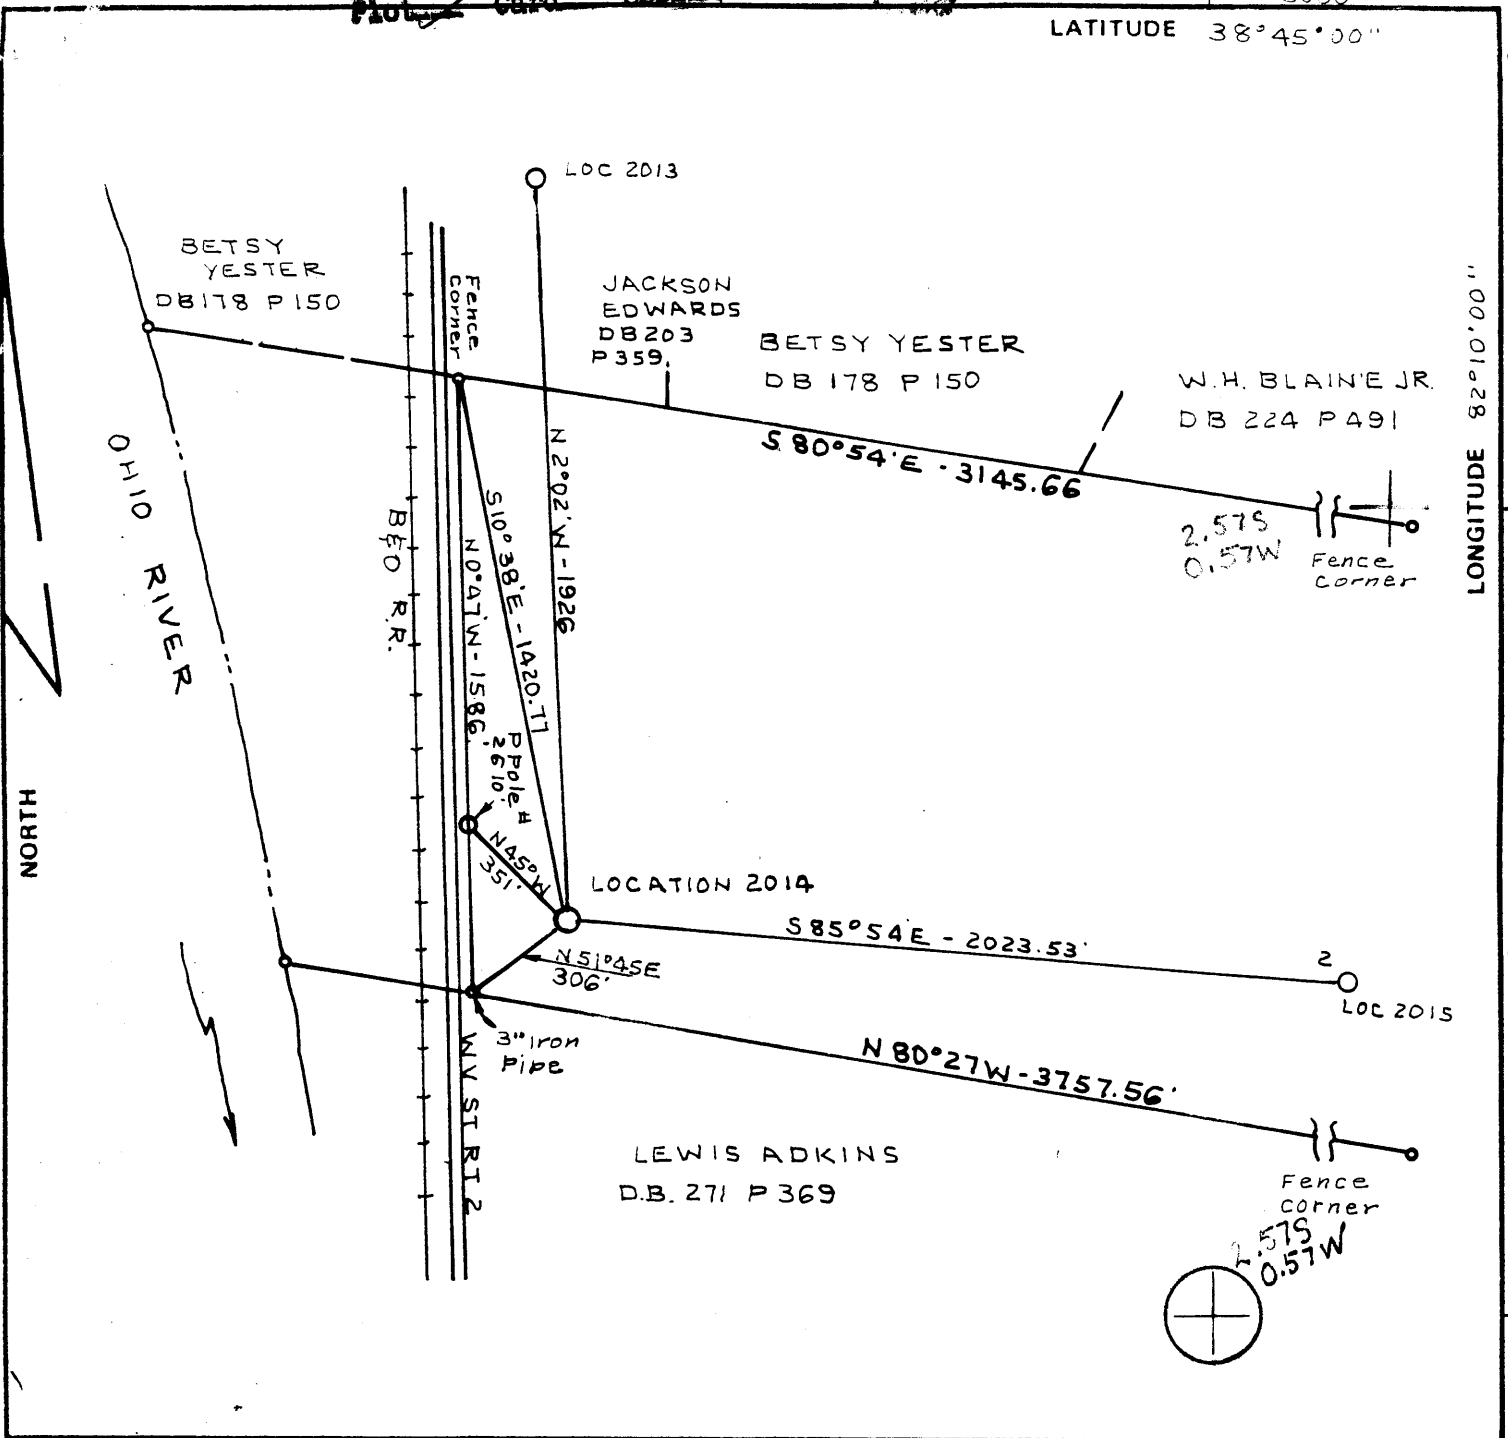 LATITUDE 38°45'00"
LOC 2013
BETSY
YESTER
DB178 P150
Fence
corner
JACKSON
EDWARDS
DB203
P359
BETSY YESTER
DB 178 P 150
W.H. BLAINE JR.
DB 224 P491
LONGITUDE 82°10'00"
S 80°54'E - 3145.66
2.57S
0.57W
Fence
corner
OHIO RIVER
B&O R.R.
N 2°02'W - 1926
S10°38'E - 1420.77
N0°47'W - 1586'
P Pole #
2610
N45°W
351'
NORTH
LOCATION 2014
S85°54'E - 2023.53'
2
LOC 2015
N51°45E
306'
3" Iron
Pipe
WV ST RT 2
N 80°27W - 3757.56'
LEWIS ADKINS
D.B. 271 P 369
Fence
corner
2.57S
0.57W